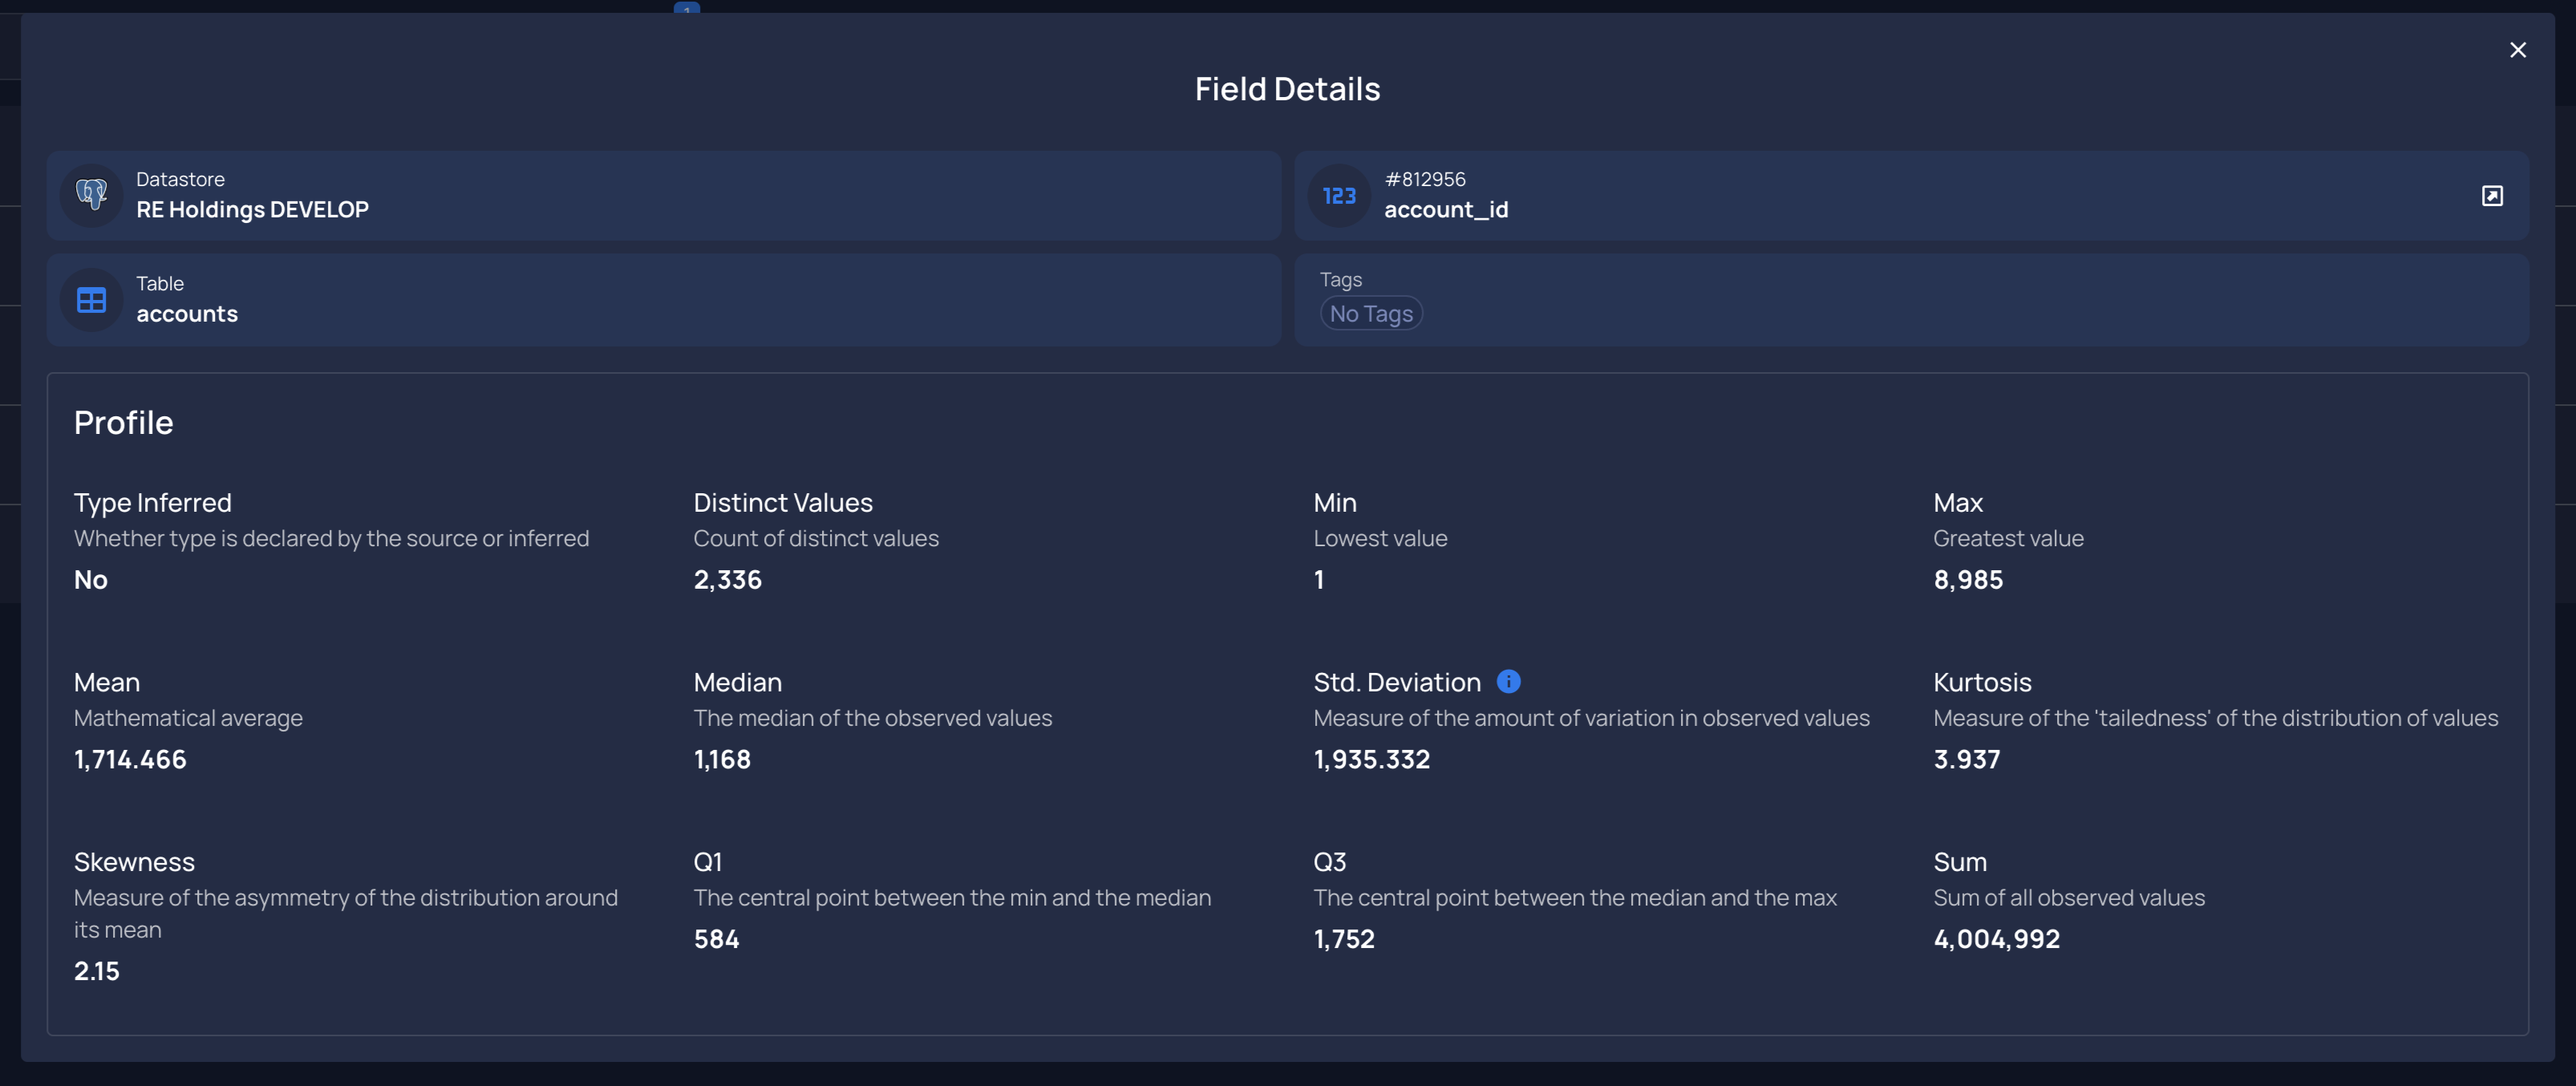 1
Field Details
Datastore
RE Holdings DEVELOP
123
#812956
account_id
Table
accounts
Tags
No Tags
Profile
Type Inferred
Whether type is declared by the source or inferred
No
Distinct Values
Count of distinct values
2,336
Min
Lowest value
1
Max
Greatest value
8,985
Mean
Mathematical average
1,714.466
Median
The median of the observed values
1,168
Std. Deviation
Measure of the amount of variation in observed values
1,935.332
Kurtosis
Measure of the 'tailedness' of the distribution of values
3.937
Skewness
Measure of the asymmetry of the distribution around
its mean
2.15
Q1
The central point between the min and the median
584
Q3
The central point between the median and the max
1,752
Sum
Sum of all observed values
4,004,992